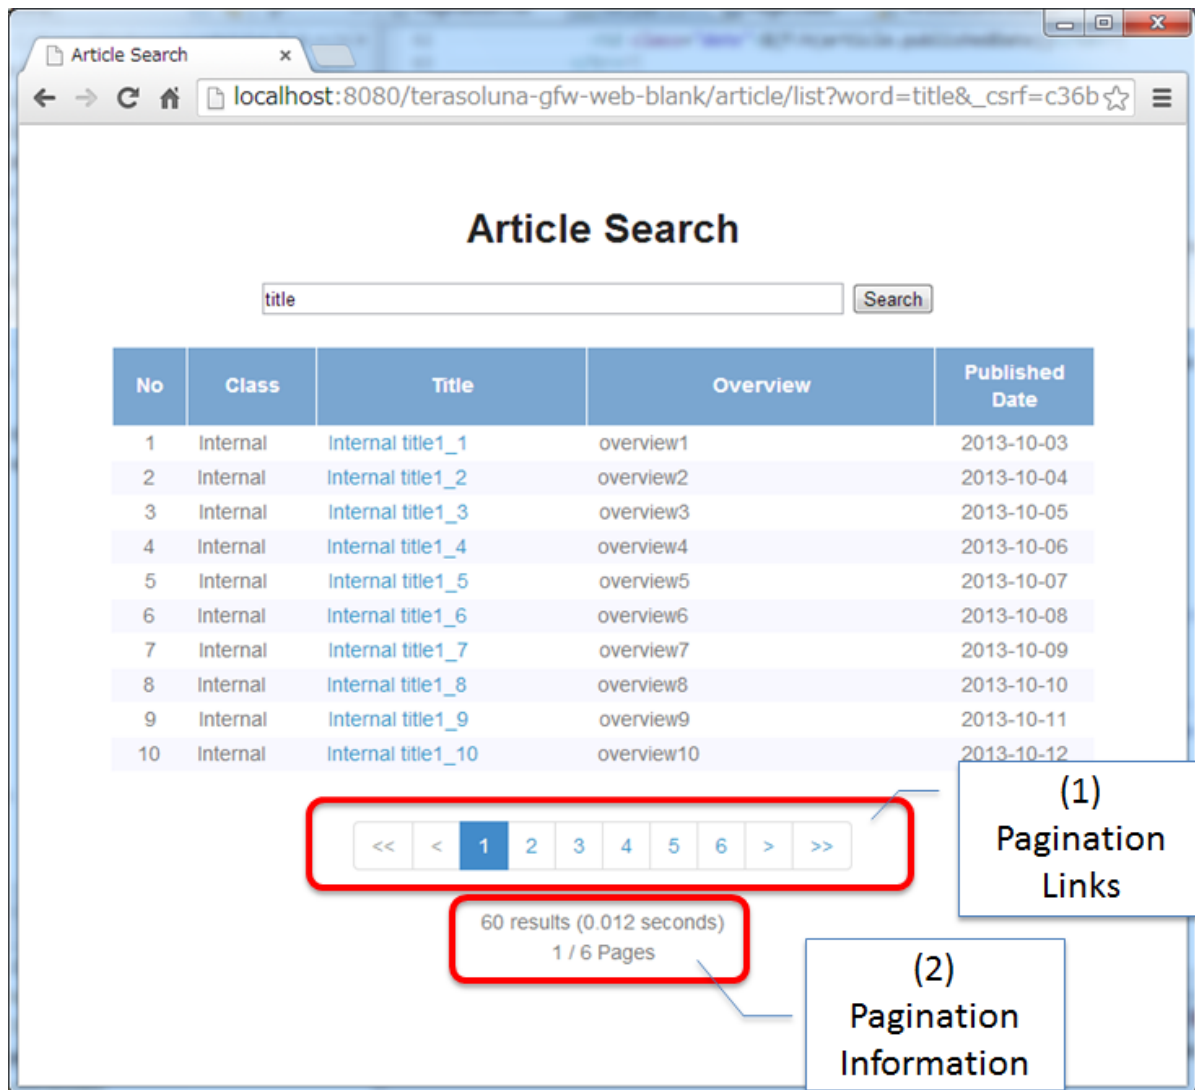 Article Search
localhost:8080/terasoluna-gfw-web-blank/article/list?word=title&_csrf=c36b
Article Search
title Search
No Class Title Overview Published Date
1 Internal Internal title1_1 overview1 2013-10-03
2 Internal Internal title1_2 overview2 2013-10-04
3 Internal Internal title1_3 overview3 2013-10-05
4 Internal Internal title1_4 overview4 2013-10-06
5 Internal Internal title1_5 overview5 2013-10-07
6 Internal Internal title1_6 overview6 2013-10-08
7 Internal Internal title1_7 overview7 2013-10-09
8 Internal Internal title1_8 overview8 2013-10-10
9 Internal Internal title1_9 overview9 2013-10-11
10 Internal Internal title1_10 overview10 2013-10-12
<< < 1 2 3 4 5 6 > >>
(1)
Pagination
Links
60 results (0.012 seconds)
1 / 6 Pages
(2)
Pagination
Information